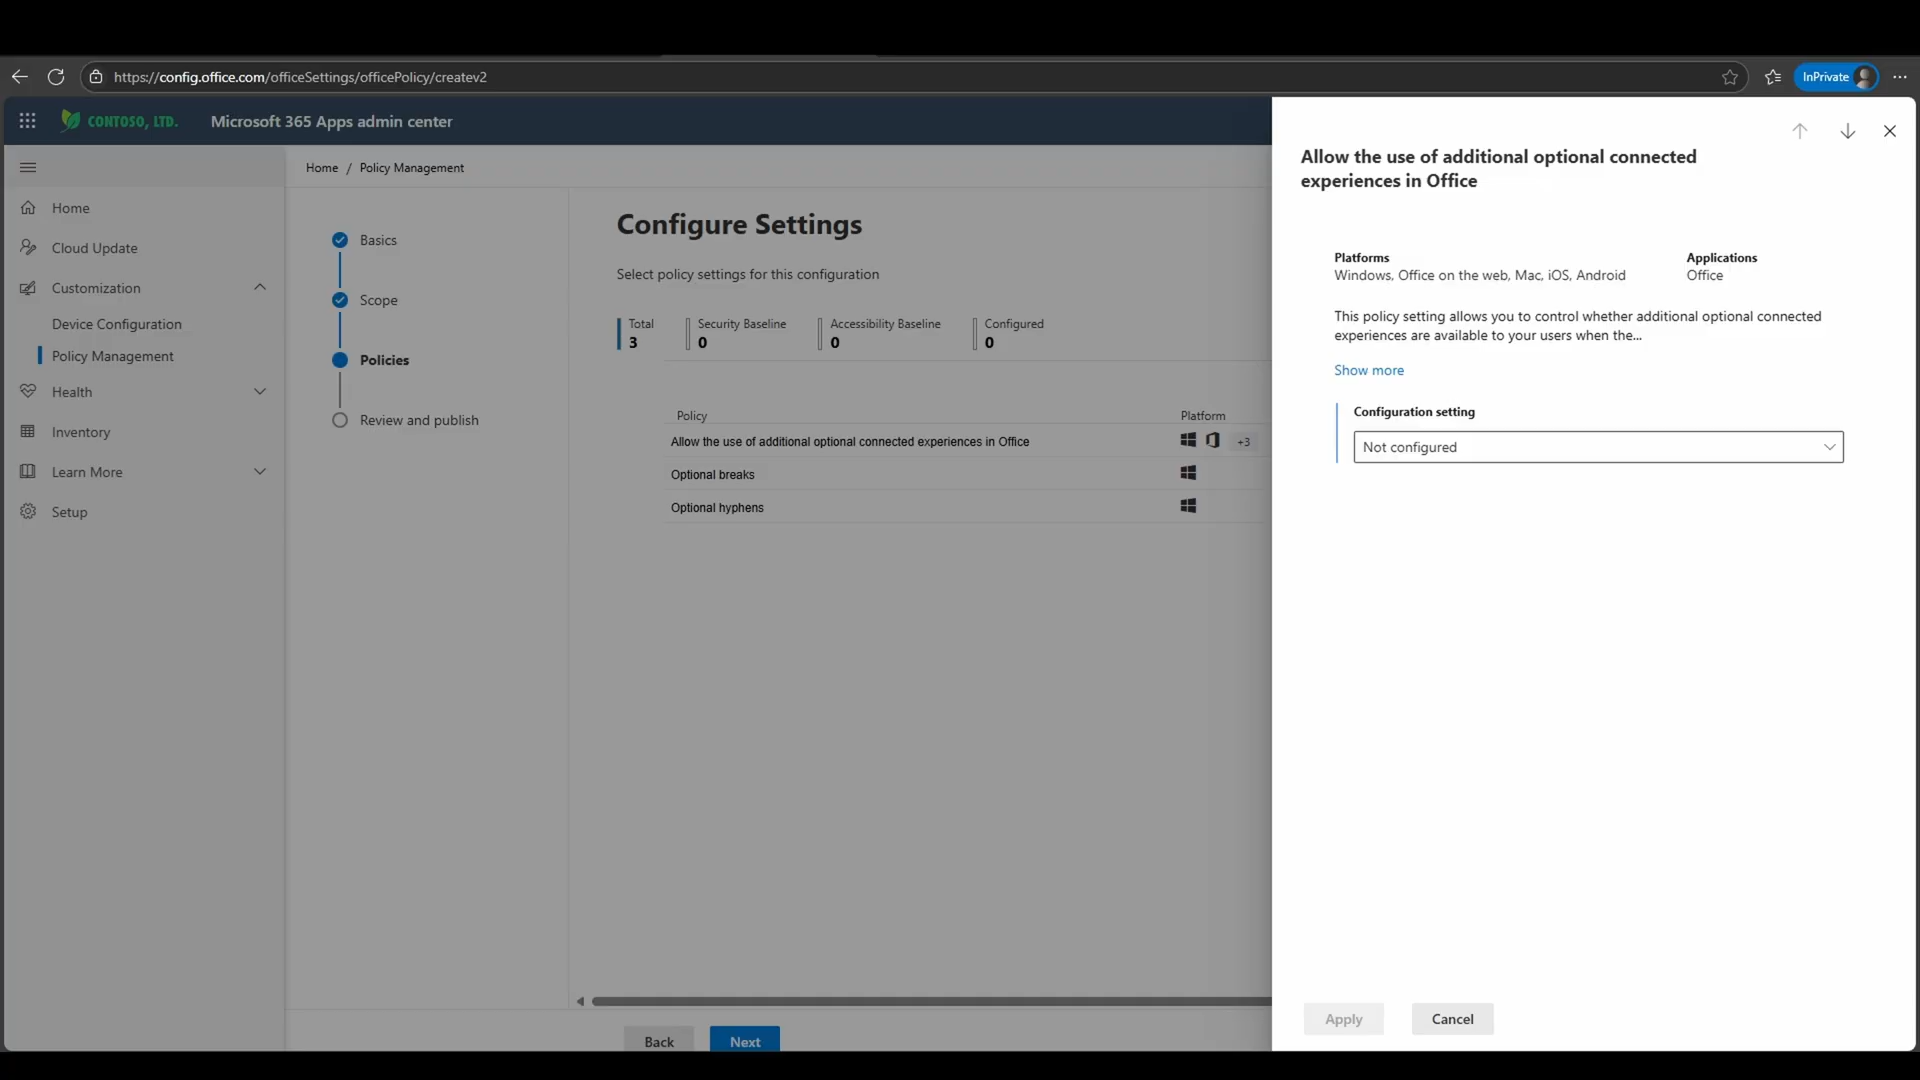 https://config.office.com/officeSettings/officePolicy/createv2
InPrivate
CONTOSO, LTD.
Microsoft 365 Apps admin center
Home
Cloud Update
Customization
Device Configuration
Policy Management
Health
Inventory
Learn More
Setup
Home / Policy Management
Basics
Scope
Policies
Review and publish
Configure Settings
Select policy settings for this configuration
Total
3
Security Baseline
0
Accessibility Baseline
0
Configured
0
Policy Platform
Allow the use of additional optional connected experiences in Office +3
Optional breaks
Optional hyphens
Back Next
Allow the use of additional optional connected
experiences in Office
Platforms
Windows, Office on the web, Mac, iOS, Android
Applications
Office
This policy setting allows you to control whether additional optional connected
experiences are available to your users when the...
Show more
Configuration setting
Not configured
Apply Cancel